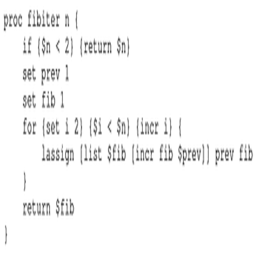 proc fibiter n {
if {$n < 2} {return $n}
set prev 1
set fib 1
for {set i 2} {$i < $n} {incr i} {
lassign [list $fib [incr fib $prev]] prev fib
}
return $fib
}